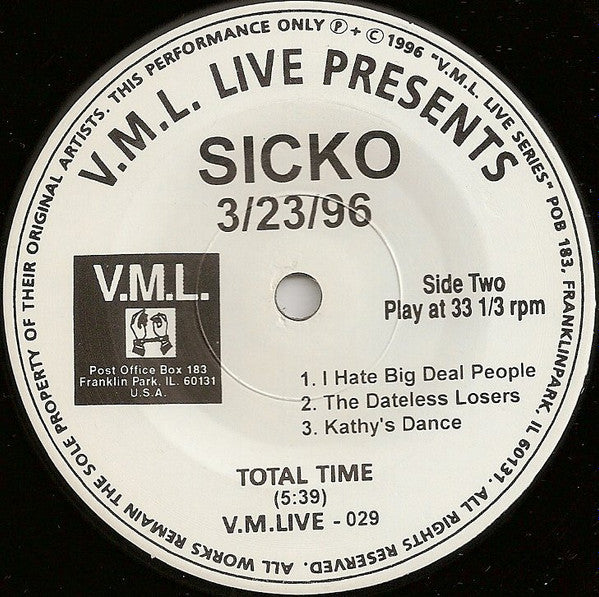 V.M.L. LIVE PRESENTS
SICKO
3/23/96
V.M.L.
Post Office Box 183
Franklin Park, IL. 60131
U.S.A.
Side Two
Play at 33 1/3 rpm
1. I Hate Big Deal People
2. The Dateless Losers
3. Kathy's Dance
TOTAL TIME
(5:39)
V.M.LIVE - 029
ALL WORKS REMAIN THE SOLE PROPERTY OF THEIR ORIGINAL ARTISTS. THIS PERFORMANCE ONLY ℗ + © 1996 "V.M.L. LIVE SERIES" POB 183, FRANKLINPARK, IL 60131. ALL RIGHTS RESERVED.